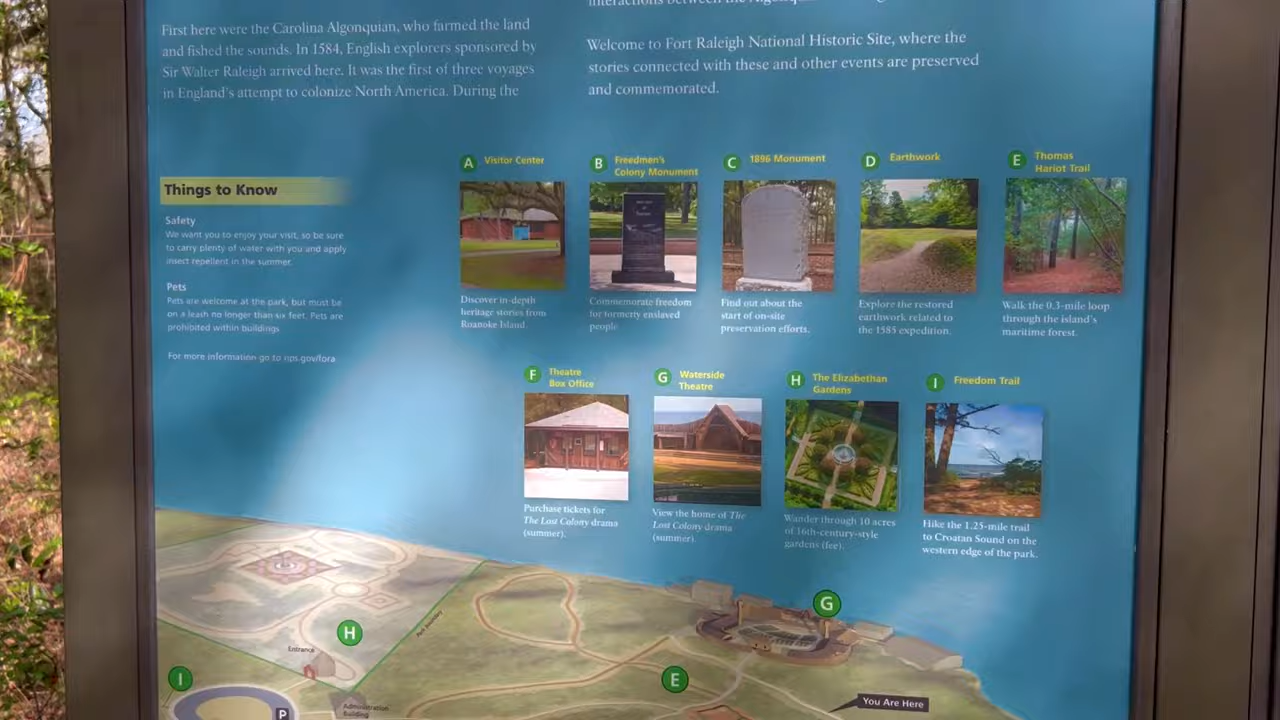 First here were the Carolina Algonquian, who farmed the land
and fished the sounds. In 1584, English explorers sponsored by
Sir Walter Raleigh arrived here. It was the first of three voyages
in England's attempt to colonize North America. During the
interactions between the
Welcome to Fort Raleigh National Historic Site, where the
stories connected with these and other events are preserved
and commemorated.
Things to Know
Safety
We want you to enjoy your visit, so be sure
to carry plenty of water with you and apply
insect repellent in the summer.
Pets
Pets are welcome at the park, but must be
on a leash no longer than six feet. Pets are
prohibited within buildings
For more information go to nps.gov/fora
A Visitor Center
Discover in-depth
heritage stories from
Roanoke Island.
B Freedmen's
Colony Monument
Commemorate freedom
for formerly enslaved
people
C 1896 Monument
Find out about the
start of on-site
preservation efforts.
D Earthwork
Explore the restored
earthwork related to
the 1585 expedition.
E Thomas
Hariot Trail
Walk the 0.3-mile loop
through the island's
maritime forest.
F Theatre
Box Office
Purchase tickets for
The Lost Colony drama
(summer).
G Waterside
Theatre
View the home of The
Lost Colony drama
(summer).
H The Elizabethan
Gardens
Wander through 10 acres
of 16th-century-style
gardens (fee).
I Freedom Trail
Hike the 1.25-mile trail
to Croatan Sound on the
western edge of the park.
G
H
Park boundary
Entrance
I
E
Administration
Building
P
You Are Here